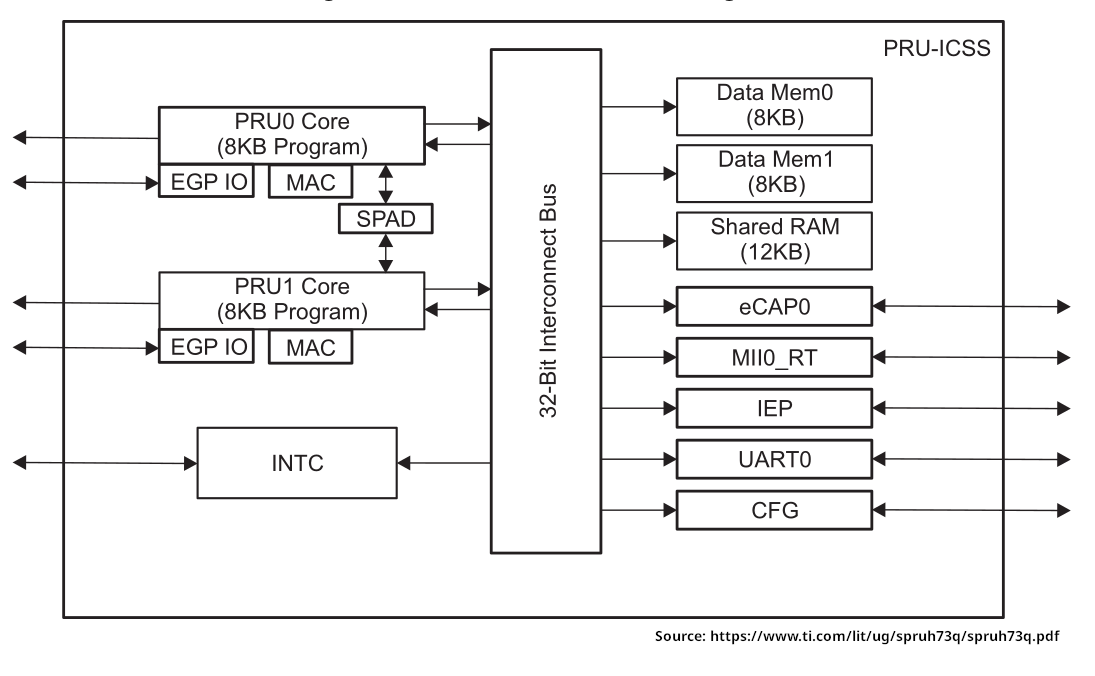 PRU-ICSS
PRU0 Core
(8KB Program)
EGP IO
MAC
SPAD
PRU1 Core
(8KB Program)
EGP IO
MAC
INTC
32-Bit Interconnect Bus
Data Mem0
(8KB)
Data Mem1
(8KB)
Shared RAM
(12KB)
eCAP0
MII0_RT
IEP
UART0
CFG
Source: https://www.ti.com/lit/ug/spruh73q/spruh73q.pdf